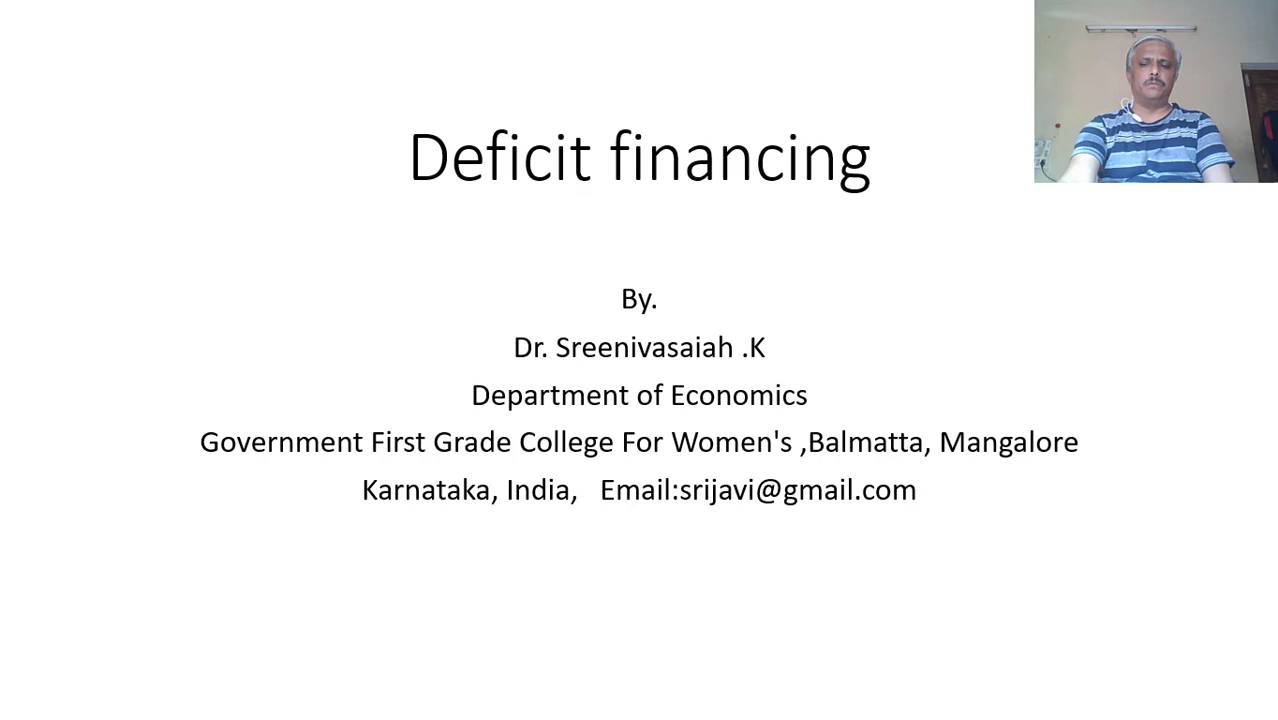 Deficit financing
By.
Dr. Sreenivasaiah .K
Department of Economics
Government First Grade College For Women's ,Balmatta, Mangalore
Karnataka, India,   Email:srijavi@gmail.com